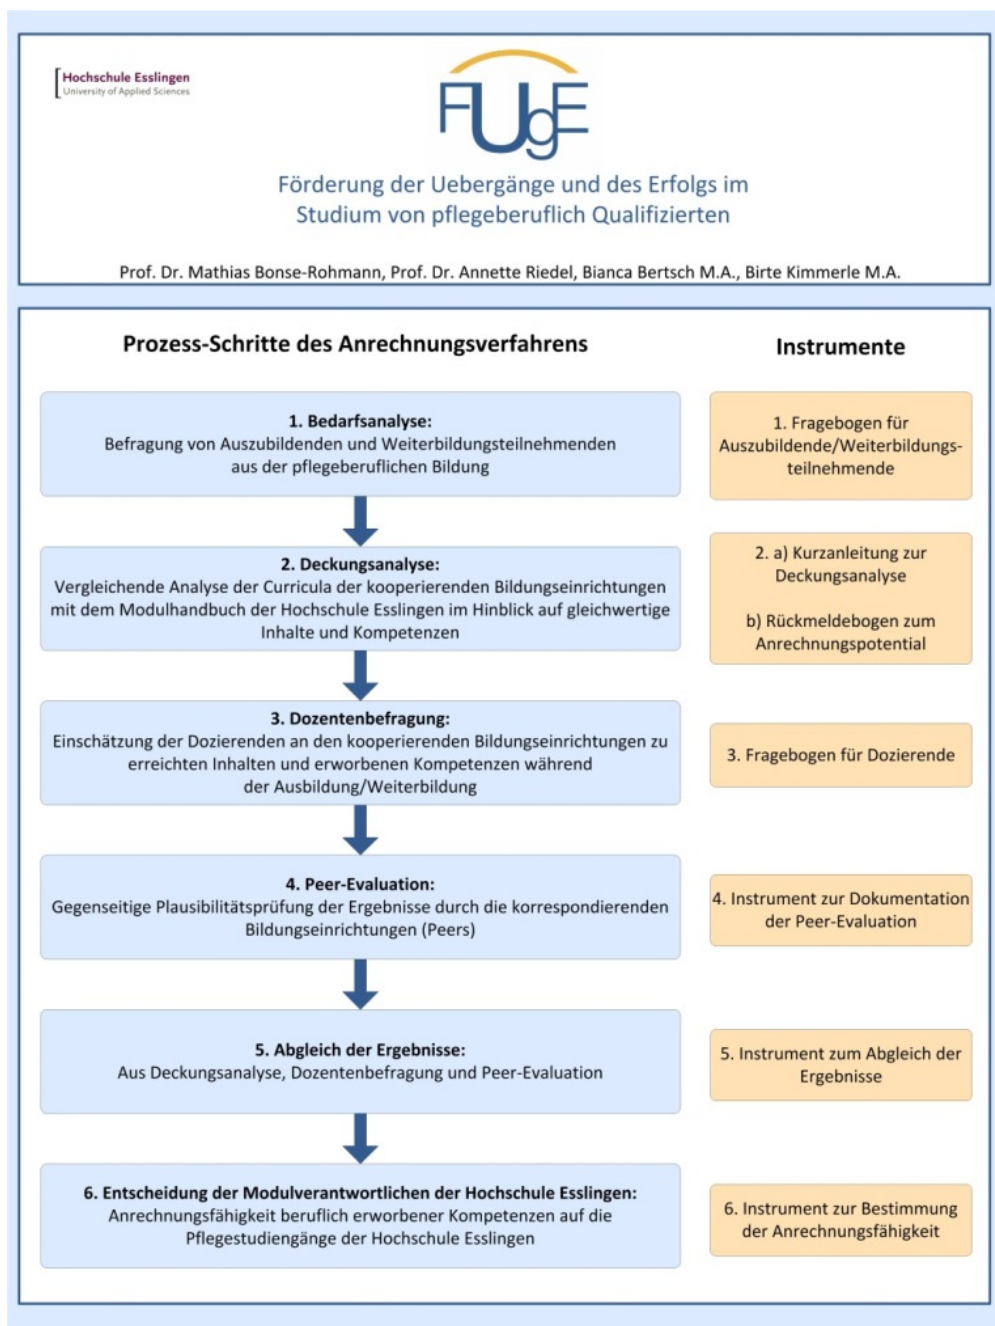 Hochschule Esslingen
University of Applied Sciences
FUgE
Förderung der Uebergänge und des Erfolgs im
Studium von pflegeberuflich Qualifizierten
Prof. Dr. Mathias Bonse-Rohmann, Prof. Dr. Annette Riedel, Bianca Bertsch M.A., Birte Kimmerle M.A.
Prozess-Schritte des Anrechnungsverfahrens
1. Bedarfsanalyse:
Befragung von Auszubildenden und Weiterbildungsteilnehmenden
aus der pflegeberuflichen Bildung
2. Deckungsanalyse:
Vergleichende Analyse der Curricula der kooperierenden Bildungseinrichtungen
mit dem Modulhandbuch der Hochschule Esslingen im Hinblick auf gleichwertige
Inhalte und Kompetenzen
3. Dozentenbefragung:
Einschätzung der Dozierenden an den kooperierenden Bildungseinrichtungen zu
erreichten Inhalten und erworbenen Kompetenzen während
der Ausbildung/Weiterbildung
4. Peer-Evaluation:
Gegenseitige Plausibilitätsprüfung der Ergebnisse durch die korrespondierenden
Bildungseinrichtungen (Peers)
5. Abgleich der Ergebnisse:
Aus Deckungsanalyse, Dozentenbefragung und Peer-Evaluation
6. Entscheidung der Modulverantwortlichen der Hochschule Esslingen:
Anrechnungsfähigkeit beruflich erworbener Kompetenzen auf die
Pflegestudiengänge der Hochschule Esslingen
Instrumente
1. Fragebogen für
Auszubildende/Weiterbildungs-
teilnehmende
2. a) Kurzanleitung zur
Deckungsanalyse
b) Rückmeldebogen zum
Anrechnungspotential
3. Fragebogen für Dozierende
4. Instrument zur Dokumentation
der Peer-Evaluation
5. Instrument zum Abgleich der
Ergebnisse
6. Instrument zur Bestimmung
der Anrechnungsfähigkeit